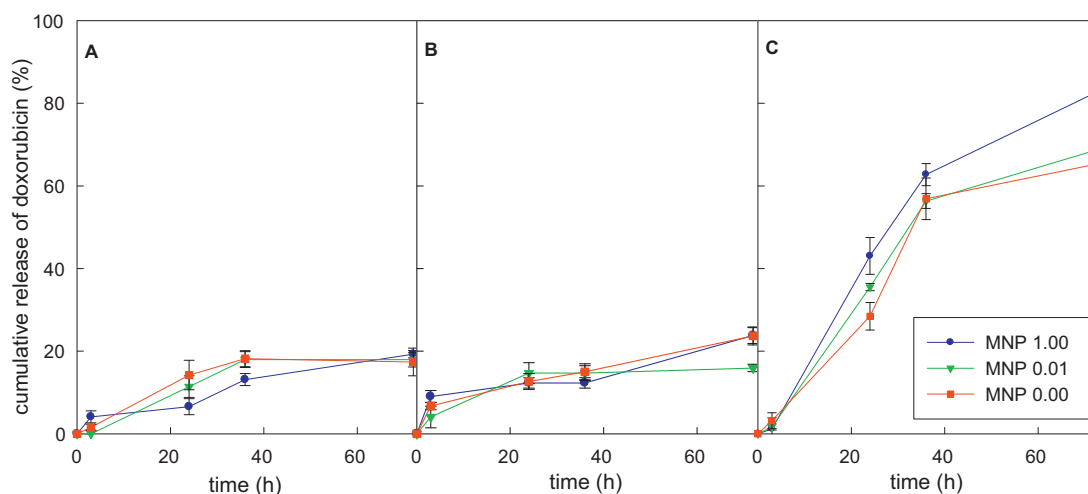 cumulative release of doxorubicin (%)
100
80
60
40
20
0
A
B
C
MNP 1.00
MNP 0.01
MNP 0.00
0 20 40 60 0 20 40 60 0 20 40 60
time (h) time (h) time (h)